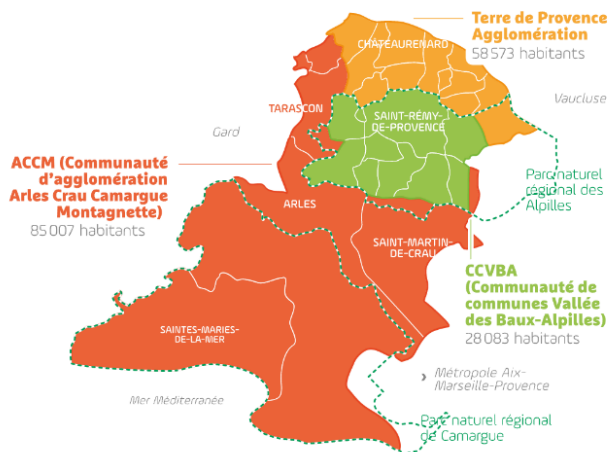 Terre de Provence
Agglomération
58 573 habitants
CHÂTEAURENARD
Vaucluse
TARASCON
SAINT-RÉMY-
DE-PROVENCE
Gard
ACCM (Communauté
d'agglomération
Arles Crau Camargue
Montagnette)
85 007 habitants
Parc naturel
régional des
Alpilles
ARLES
SAINT-MARTIN-
DE-CRAU
CCVBA
(Communauté de
communes Vallée
des Baux-Alpilles)
28 083 habitants
SAINTES-MARIES-
DE-LA-MER
› Métropole Aix-
Marseille-Provence
Mer Méditerranée
Parc naturel régional
de Camargue